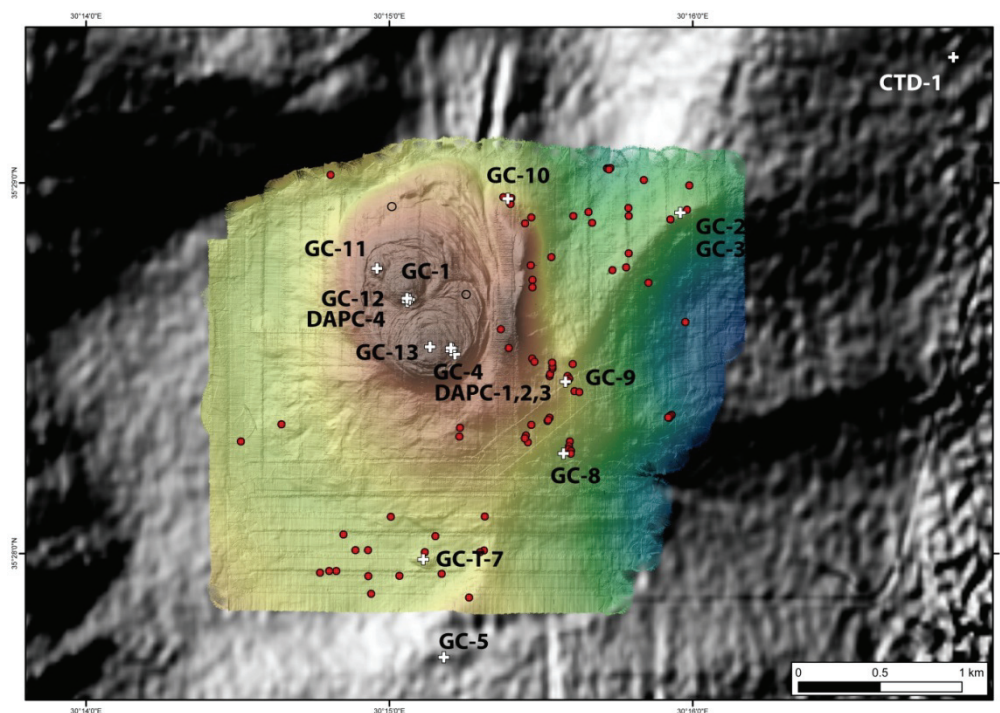 30°14'0"E 30°15'0"E 30°16'0"E
CTD-1
35°29'0"N
GC-10
GC-2
GC-3
GC-11
GC-1
GC-12
DAPC-4
GC-13
GC-4
GC-9
DAPC-1,2,3
GC-8
35°28'0"N
GC-T-7
GC-5
0 0.5 1 km
30°14'0"E 30°15'0"E 30°16'0"E